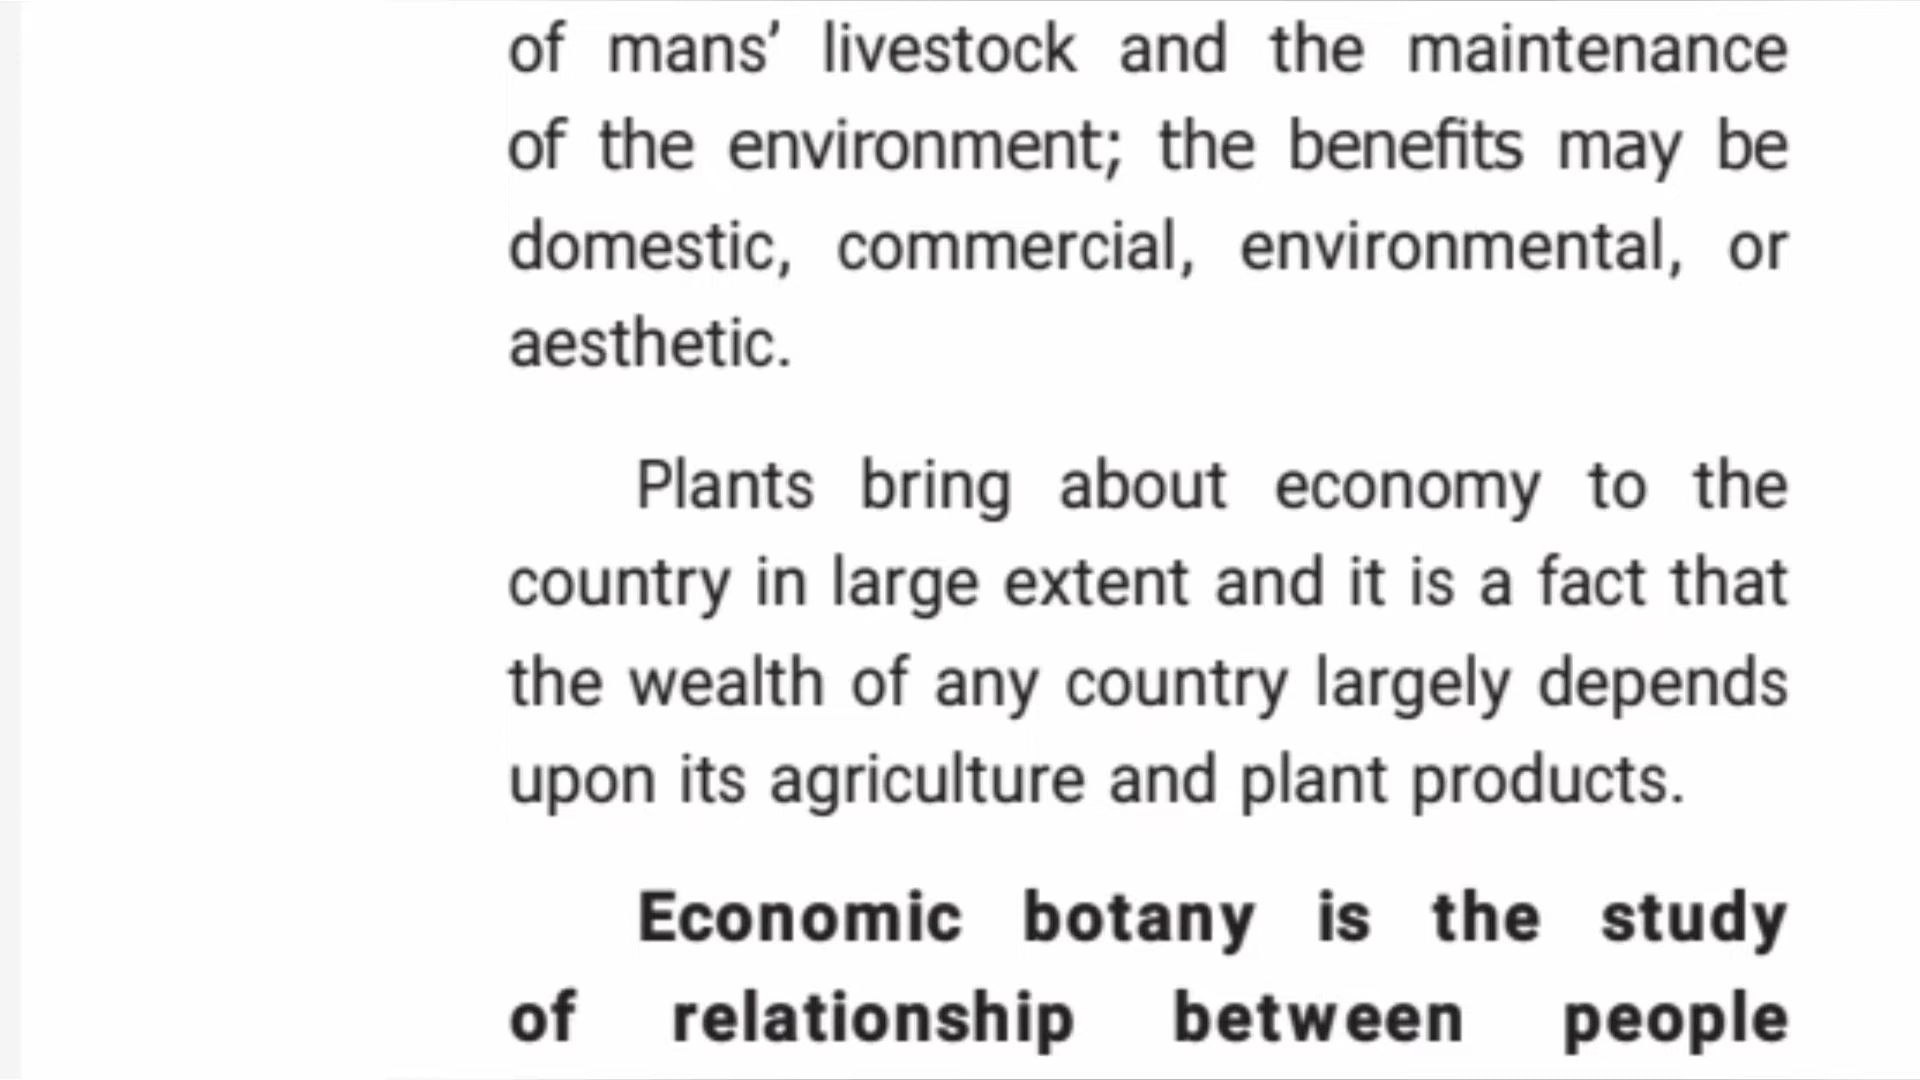 of mans’ livestock and the maintenance
of the environment; the benefits may be
domestic, commercial, environmental, or
aesthetic.
Plants bring about economy to the
country in large extent and it is a fact that
the wealth of any country largely depends
upon its agriculture and plant products.
Economic botany is the study
of relationship between people